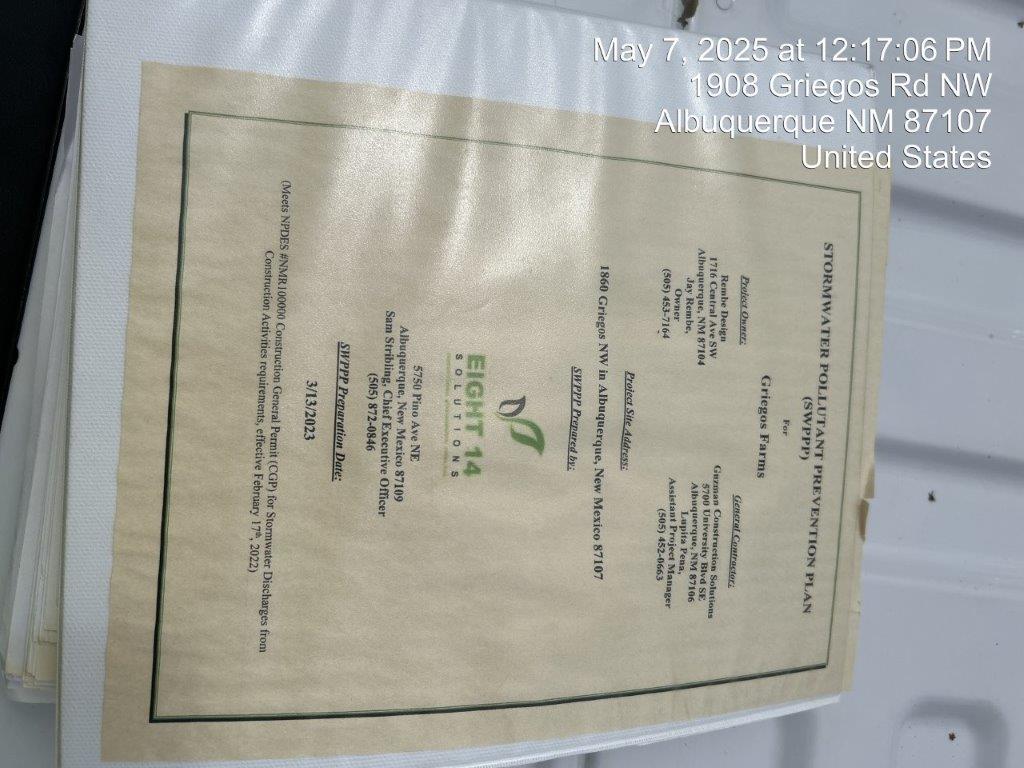 May 7, 2025 at 12:17:06 PM
1908 Griegos Rd NW
Albuquerque NM 87107
United States
STORMWATER POLLUTANT PREVENTION PLAN
(SWPPP)
For
Griegos Farms
Project Owner:
Rembe Design
1716 Central Ave SW
Albuquerque, NM 87104
Jay Rembe,
Owner
(505) 453-7164
General Contractor:
Guzman Construction Solutions
5700 University Blvd SE
Albuquerque, NM 87106
Lupita Pena,
Assistant Project Manager
(505) 452-0663
Project Site Address:
1860 Griegos NW in Albuquerque, New Mexico 87107
SWPPP Prepared by:
EIGHT 14
SOLUTIONS
5750 Pino Ave NE
Albuquerque, New Mexico 87109
Sam Stribling, Chief Executive Officer
(505) 872-0846
SWPPP Preparation Date:
3/13/2023
(Meets NPDES #NMR100000 Construction General Permit (CGP) for Stormwater Discharges from
Construction Activities requirements, effective February 17th, 2022)